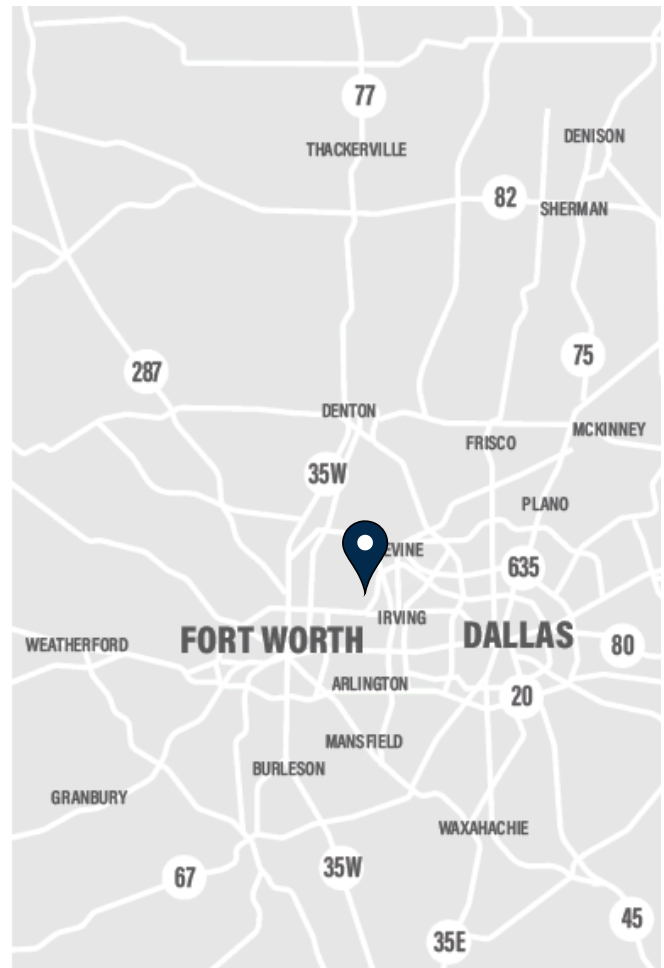 77
THACKERVILLE
DENISON
82
SHERMAN
75
287
DENTON
MCKINNEY
FRISCO
35W
PLANO
EVINE
635
IRVING
FORT WORTH
DALLAS
80
WEATHERFORD
ARLINGTON
20
MANSFIELD
BURLESON
GRANBURY
WAXAHACHIE
35W
67
45
35E